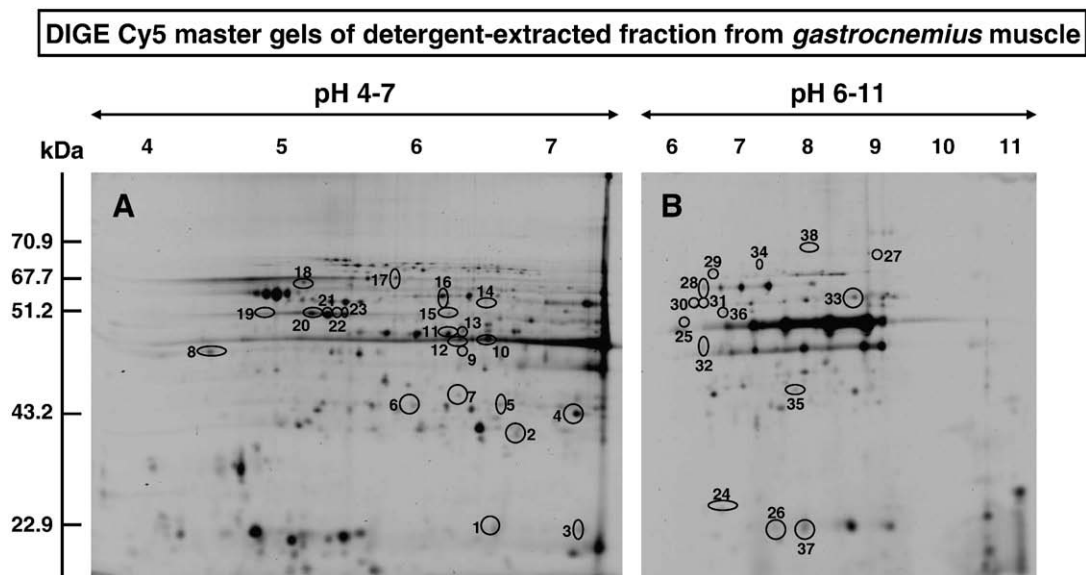 DIGE Cy5 master gels of detergent-extracted fraction from gastrocnemius muscle
pH 4-7 pH 6-11
kDa 4 5 6 7 6 7 8 9 10 11
A B
38
70.9
34 27
29
67.7 18 17 16 14 28
33
51.2 19 20 21 22 23 15 30 31 36
11 13 25
8 12 10 9 32
7
43.2 6 5 4 35
2
24
22.9 1 3 26 37